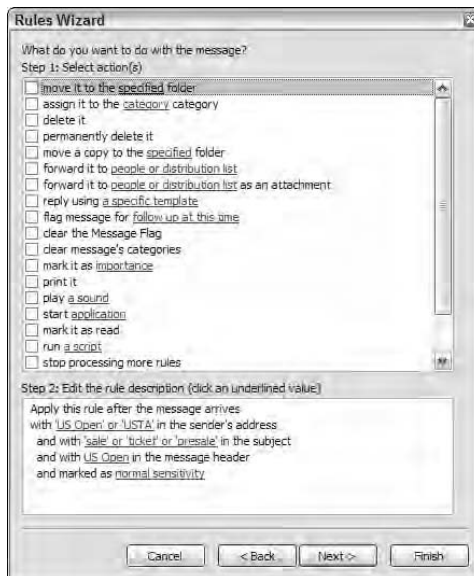 Rules Wizard
What do you want to do with the message?
Step 1: Select action(s)
move it to the specified folder
assign it to the category category
delete it
permanently delete it
move a copy to the specified folder
forward it to people or distribution list
forward it to people or distribution list as an attachment
reply using a specific template
flag message for follow up at this time
clear the Message Flag
clear message's categories
mark it as importance
print it
play a sound
start application
mark it as read
run a script
stop processing more rules
Step 2: Edit the rule description (click an underlined value)
Apply this rule after the message arrives
with 'US Open' or 'USTA' in the sender's address
and with 'sale' or 'ticket' or 'presale' in the subject
and with US Open in the message header
and marked as normal sensitivity
Cancel
< Back
Next >
Finish